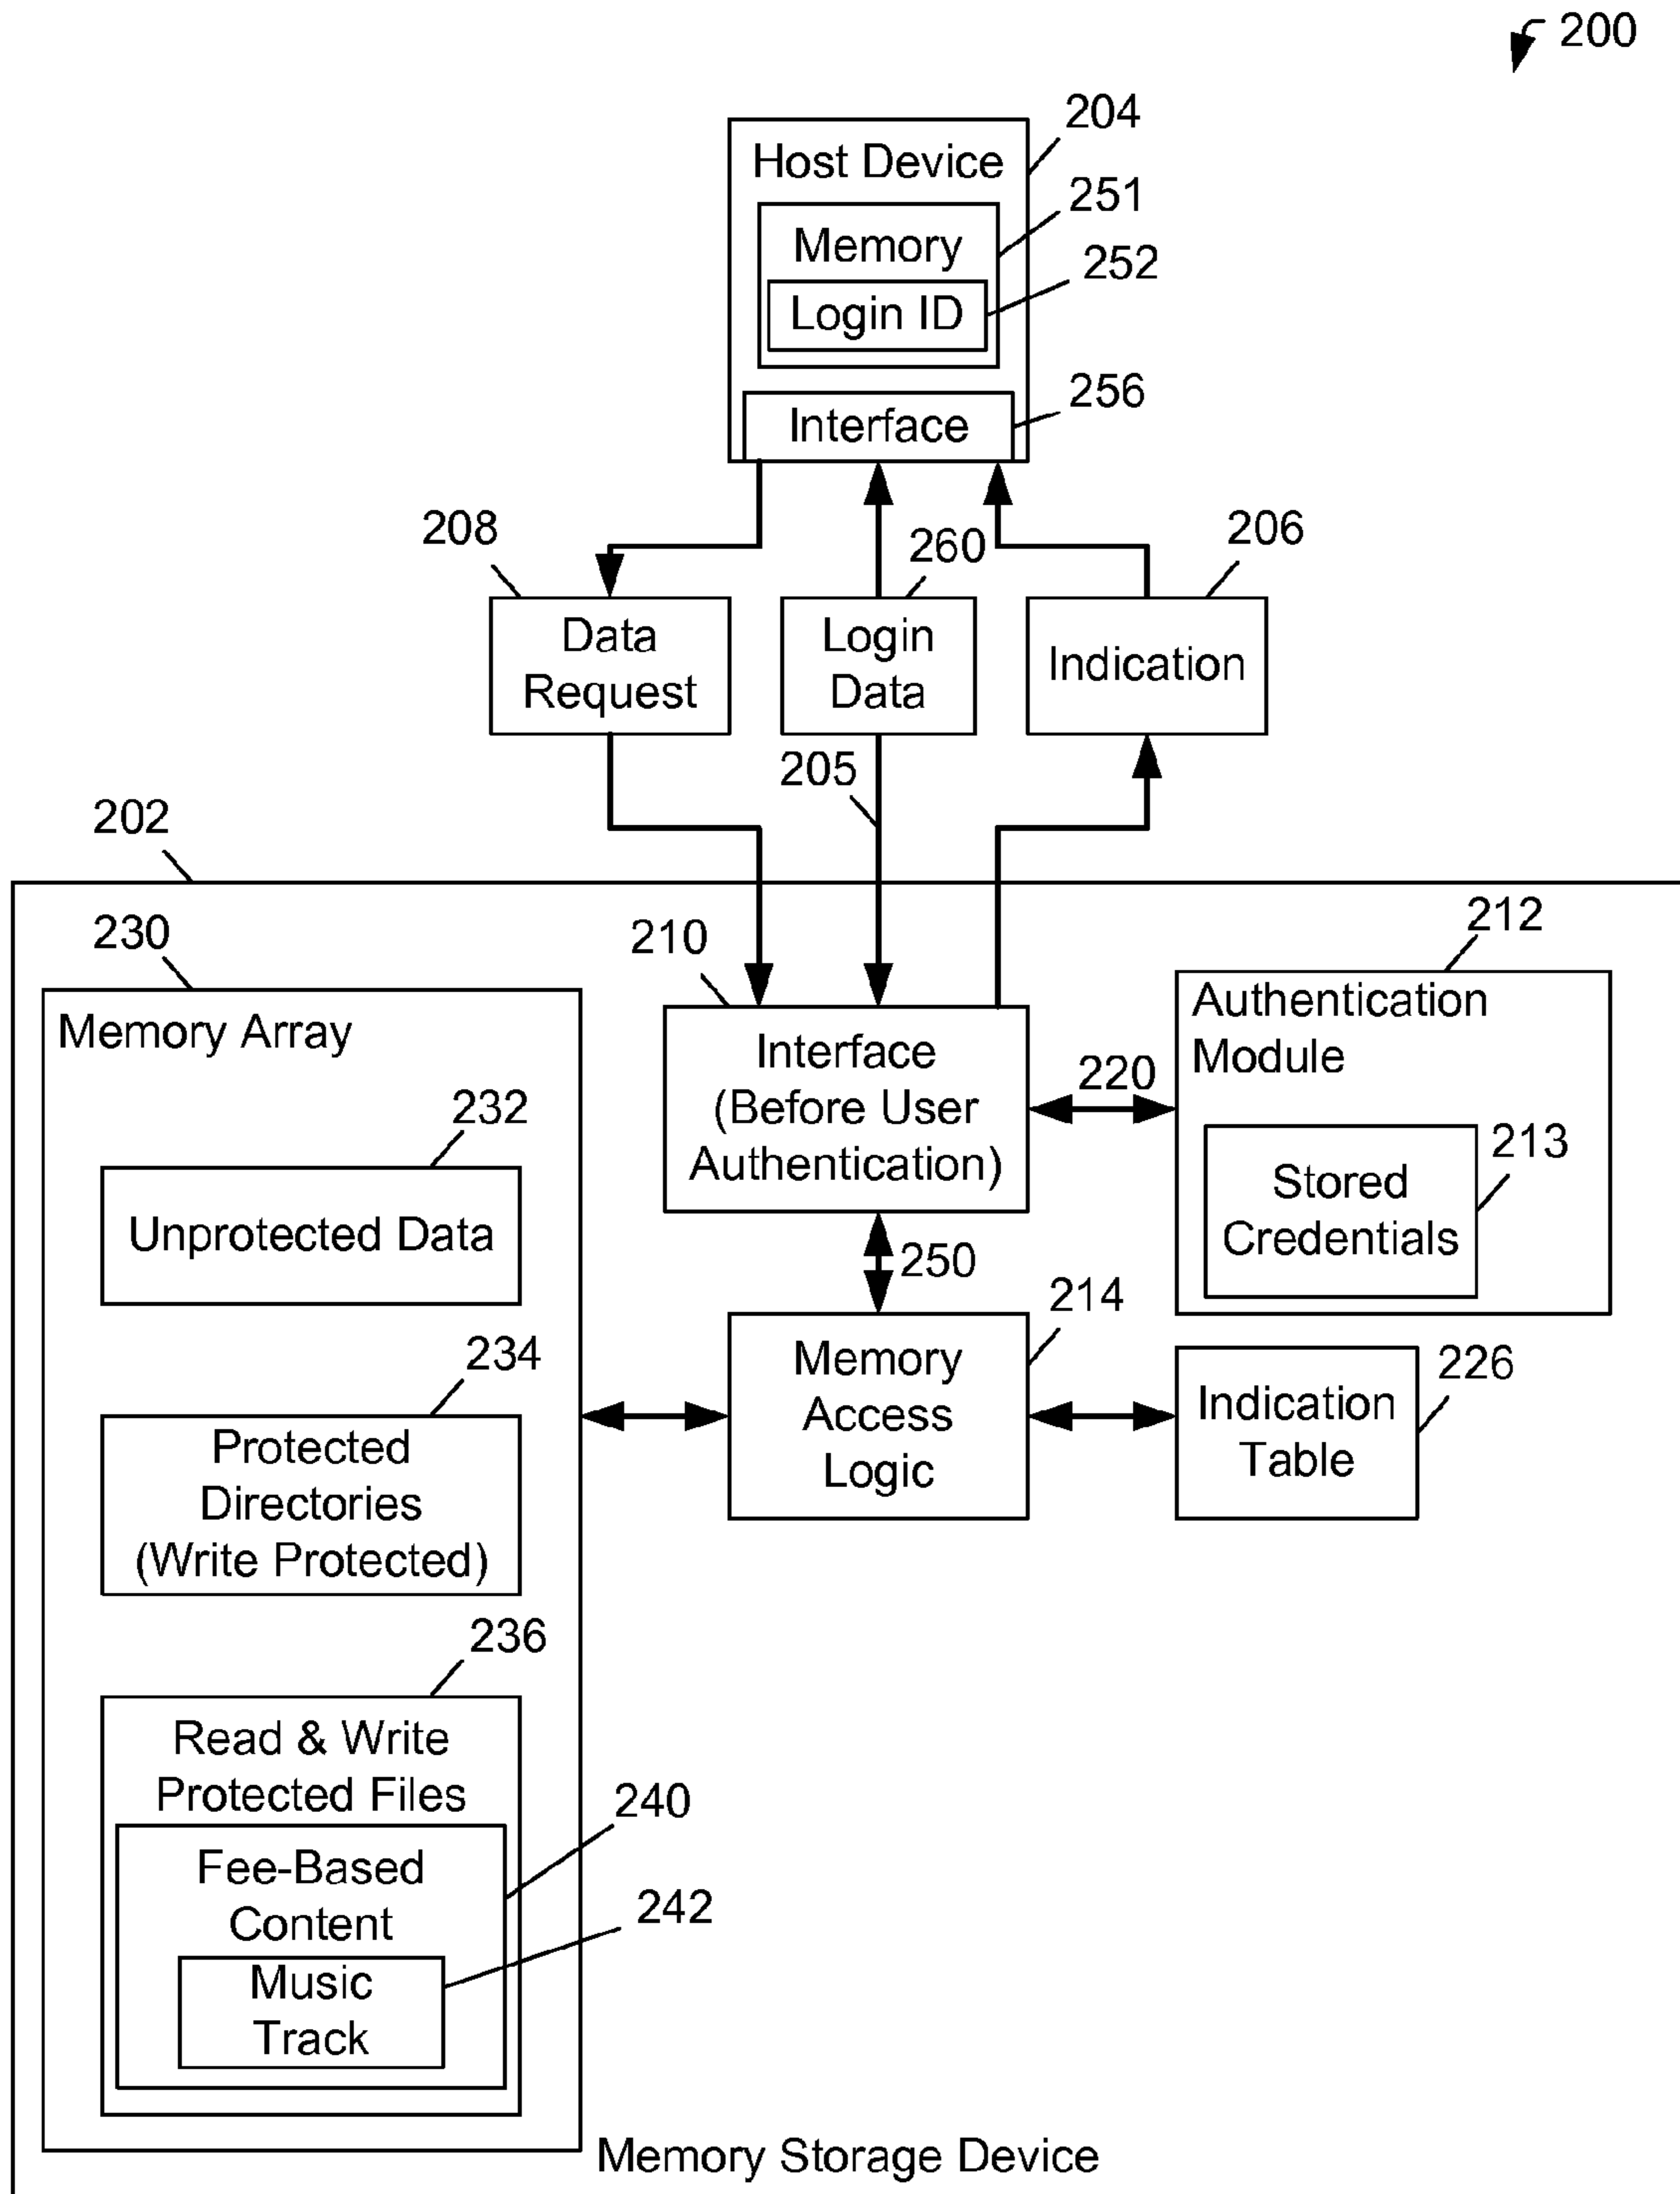 200
204
Host Device
251
Memory
252
Login ID
256
Interface
208
260
206
Data
Request
Login
Data
Indication
205
202
230
210
212
Memory Array
Interface
(Before User
Authentication)
220
Authentication
Module
232
213
Unprotected Data
Stored
Credentials
250
214
234
226
Memory
Access
Logic
Indication
Table
Protected
Directories
(Write Protected)
236
Read & Write
Protected Files
240
Fee-Based
Content
242
Music
Track
Memory Storage Device